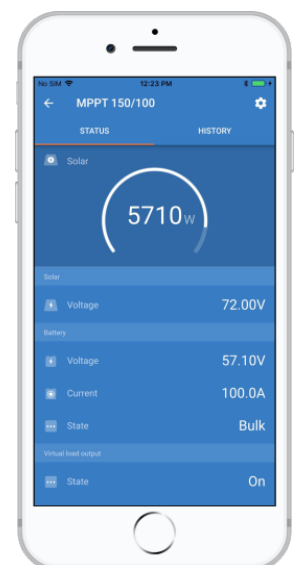 No SIM 12:23 PM
MPPT 150/100
STATUS HISTORY
Solar
5710W
Solar
Voltage 72.00V
Battery
Voltage 57.10V
Current 100.0A
State Bulk
Virtual load output
State On